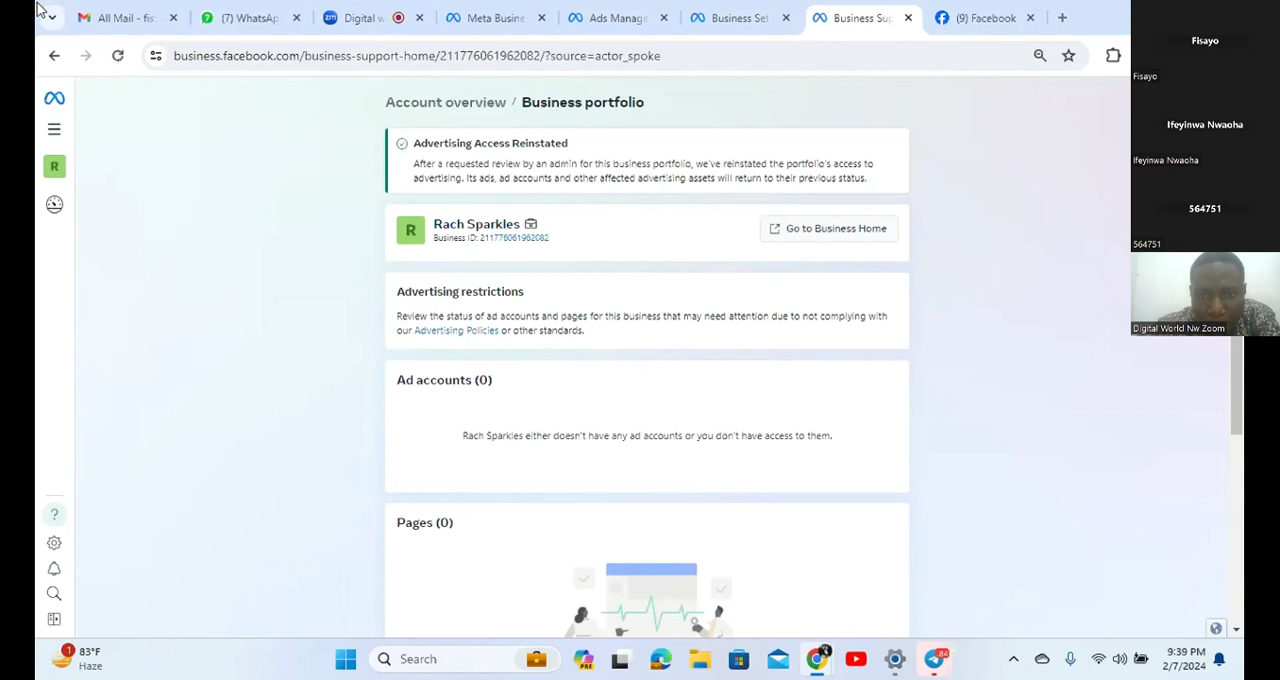 All Mail - fis
(7) WhatsAp
Digital w
Meta Busine
Ads Manage
Business Set
Business Sup
(9) Facebook
business.facebook.com/business-support-home/211776061962082/?source=actor_spoke
Account overview / Business portfolio
Advertising Access Reinstated
After a requested review by an admin for this business portfolio, we've reinstated the portfolio's access to
advertising. Its ads, ad accounts and other affected advertising assets will return to their previous status.
R
R
Rach Sparkles
Business ID: 211776061962082
Go to Business Home
Advertising restrictions
Review the status of ad accounts and pages for this business that may need attention due to not complying with
our Advertising Policies or other standards.
Ad accounts (0)
Rach Sparkles either doesn't have any ad accounts or you don't have access to them.
Pages (0)
Fisayo
Fisayo
Ifeyinwa Nwaoha
Ifeyinwa Nwaoha
564751
564751
Digital World Nw Zoom
1
83°F
Haze
Search
PRE
84
9:39 PM
2/7/2024